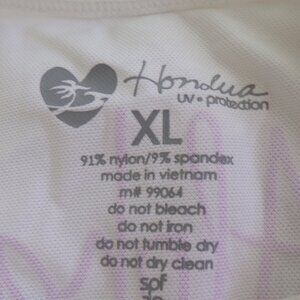 Hondua
UV • protection
XL
91% nylon/9% spandex
made in vietnam
m# 99064
do not bleach
do not iron
do not tumble dry
do not dry clean
spf